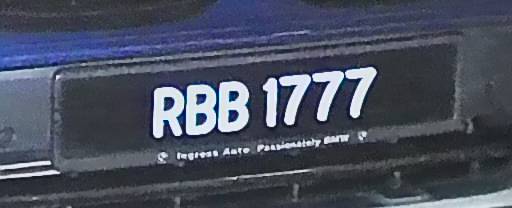 RBB 1777
Ingress Auto Passionately BMW